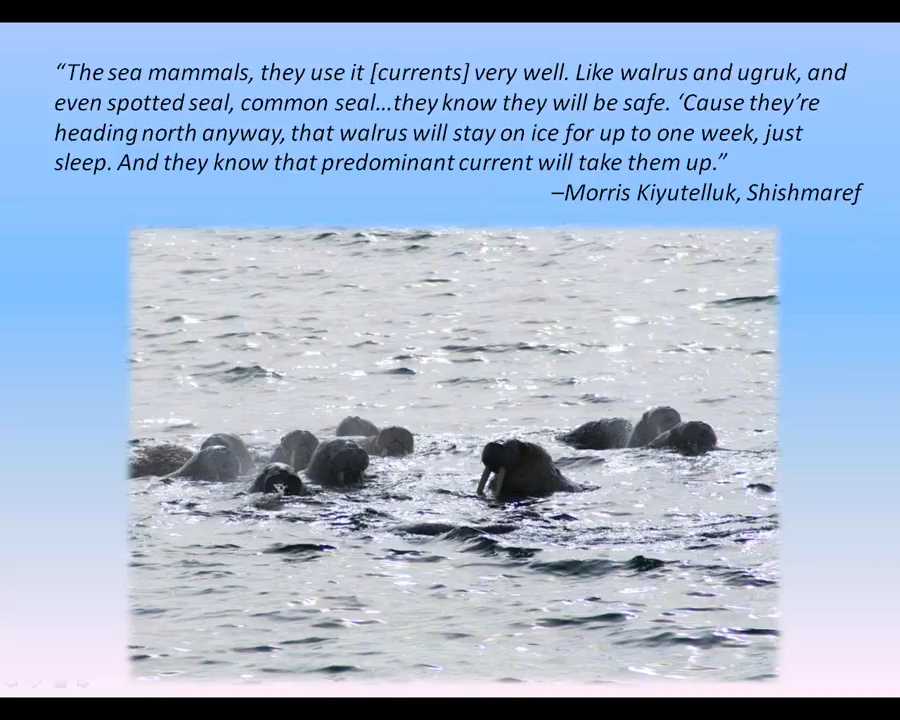 “The sea mammals, they use it [currents] very well. Like walrus and ugruk, and
even spotted seal, common seal…they know they will be safe. ‘Cause they’re
heading north anyway, that walrus will stay on ice for up to one week, just
sleep. And they know that predominant current will take them up.”
–Morris Kiyutelluk, Shishmaref